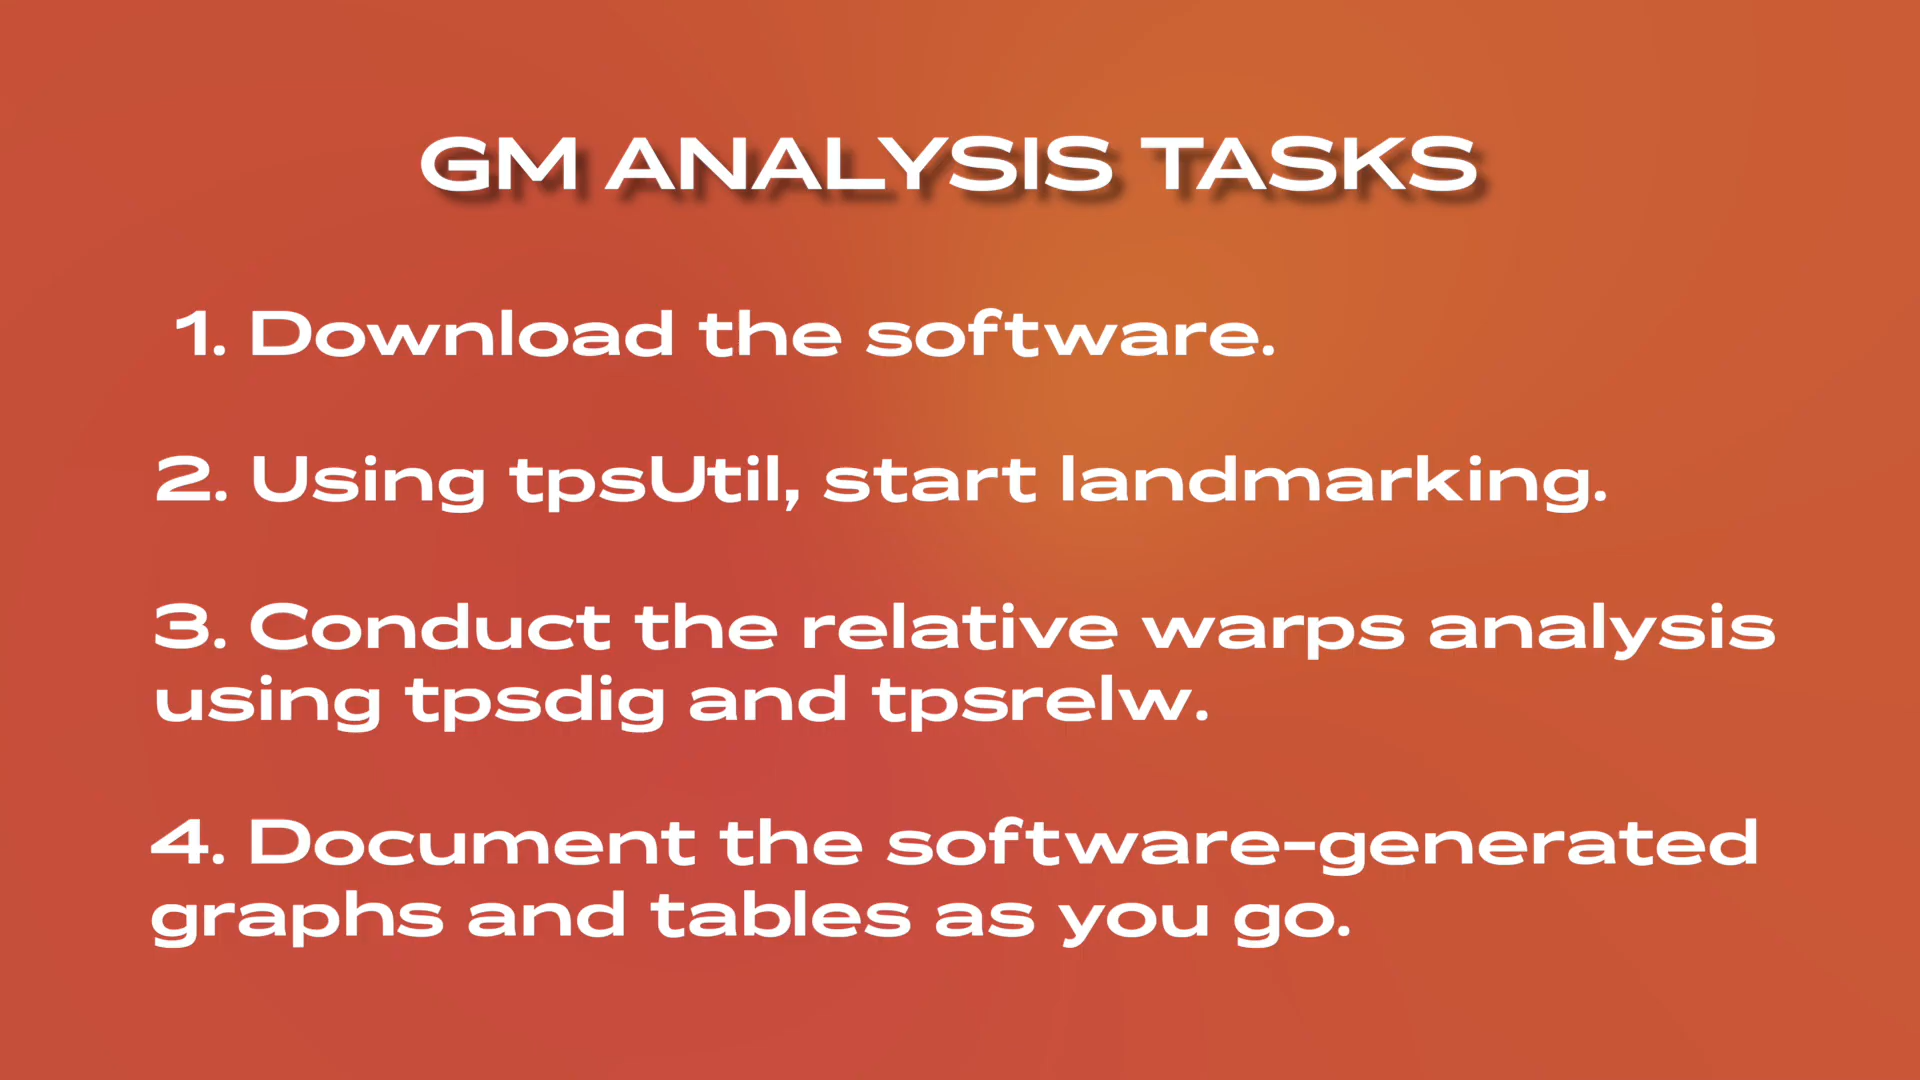 GM ANALYSIS TASKS
1. Download the software.
2. Using tpsUtil, start landmarking.
3. Conduct the relative warps analysis
using tpsdig and tpsrelw.
4. Document the software-generated
graphs and tables as you go.